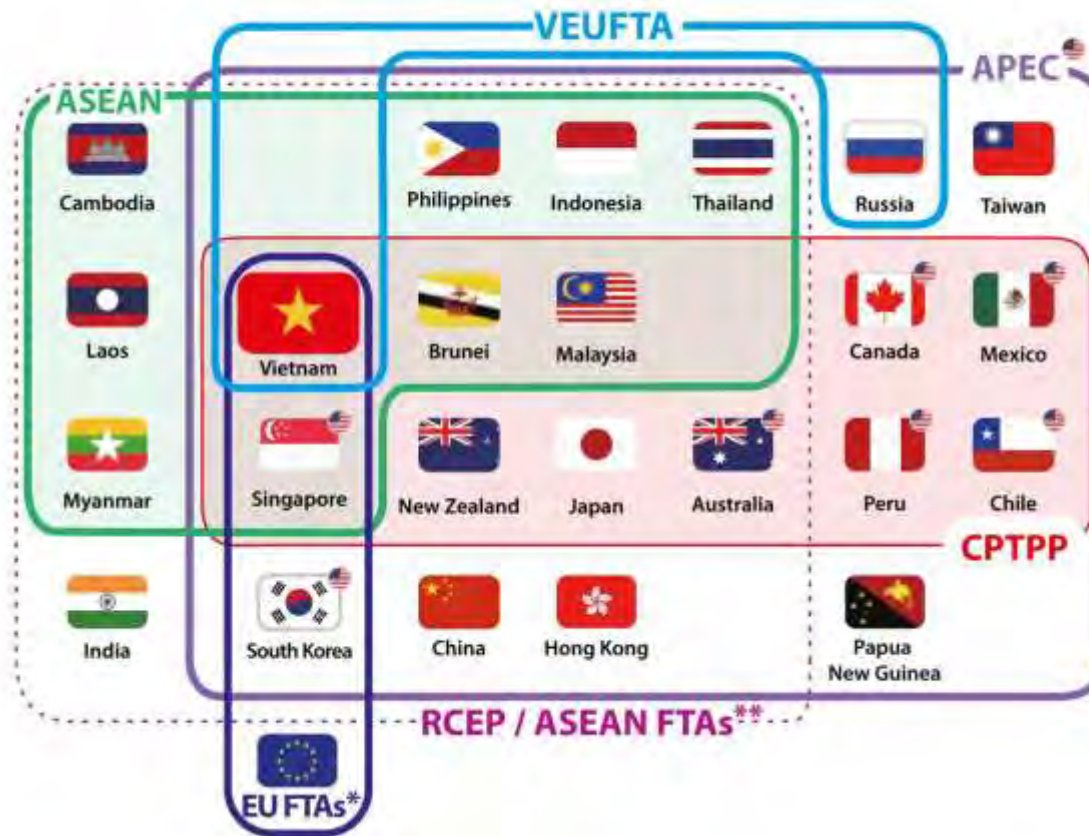 VEUFTA
APEC
ASEAN
Cambodia
Philippines
Indonesia
Thailand
Russia
Taiwan
Laos
Vietnam
Brunei
Malaysia
Canada
Mexico
Myanmar
Singapore
New Zealand
Japan
Australia
Peru
Chile
CPTPP
India
South Korea
China
Hong Kong
Papua
New Guinea
RCEP / ASEAN FTAs**
EU FTAs*